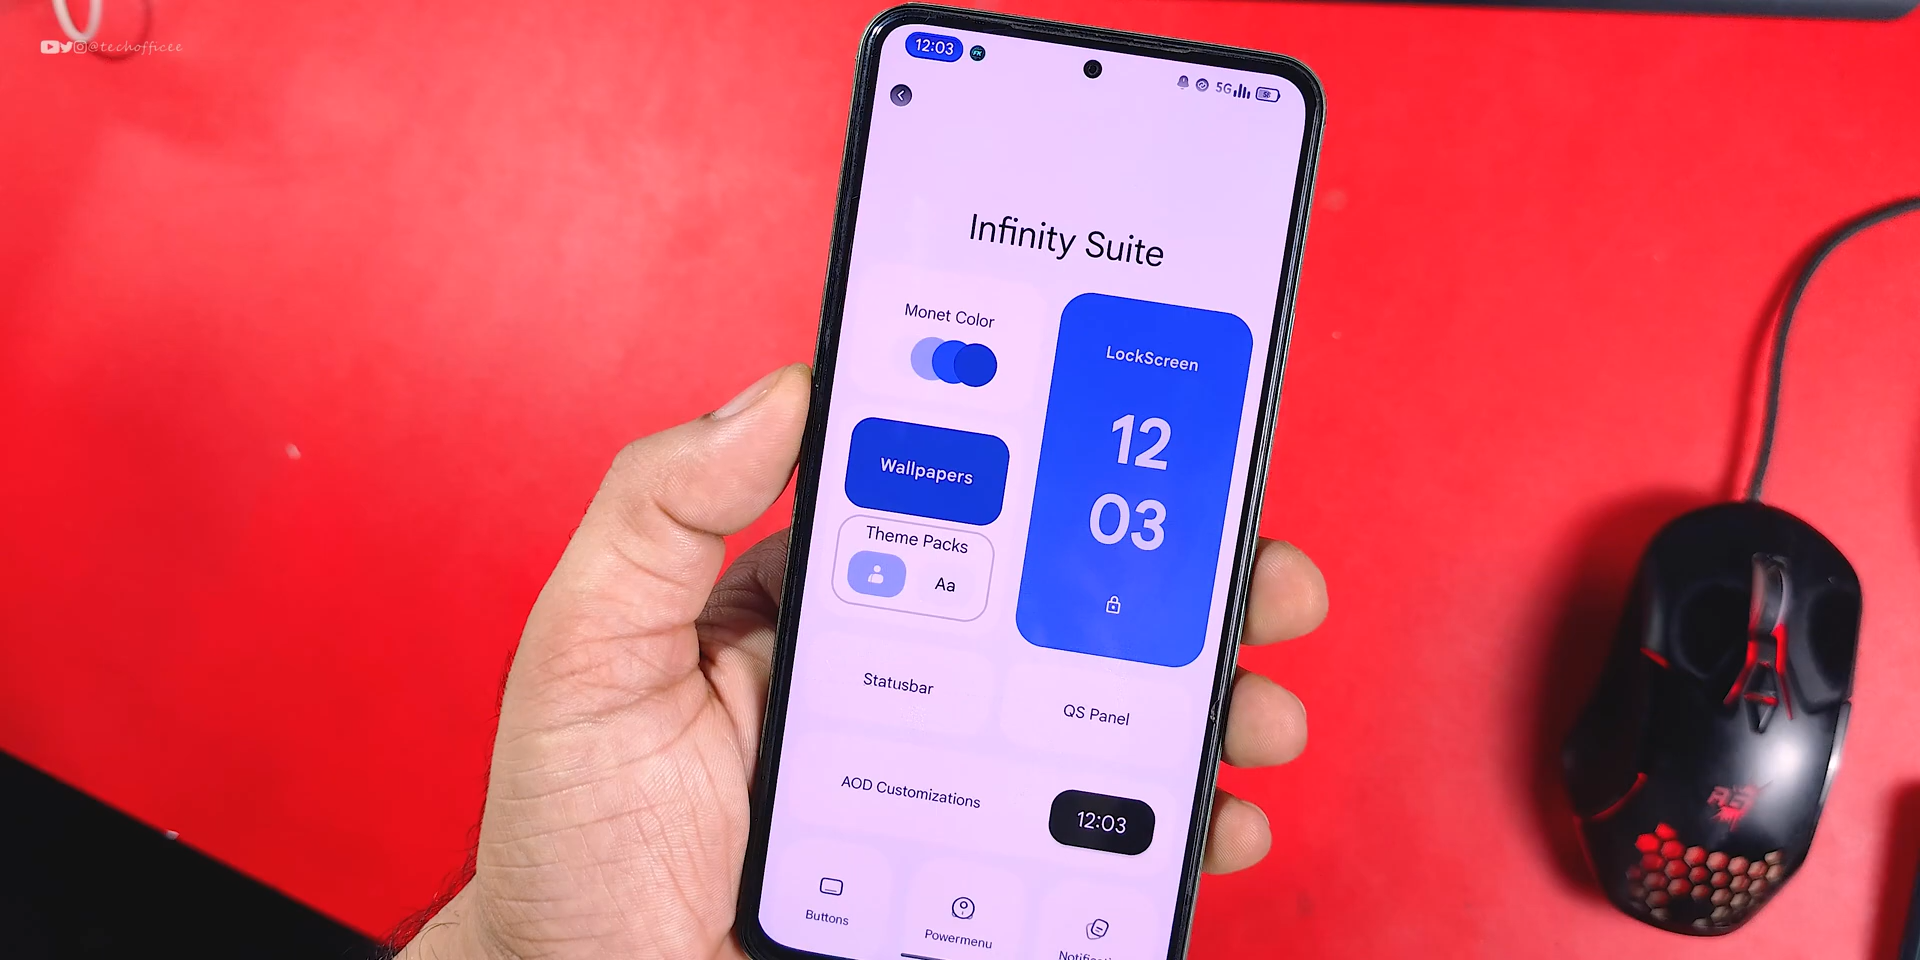 @techofficee
12:03
5G
58
Infinity Suite
Monet Color
LockScreen
12
03
Wallpapers
Theme Packs
Aa
Statusbar
QS Panel
AOD Customizations
12:03
Buttons
Powermenu